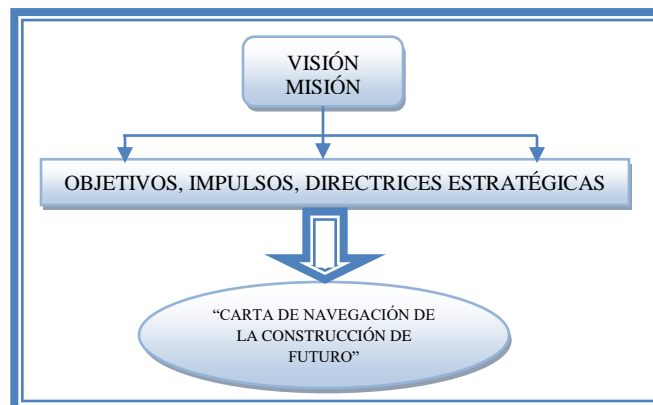 VISIÓN
MISIÓN
OBJETIVOS, IMPULSOS, DIRECTRICES ESTRATÉGICAS
“CARTA DE NAVEGACIÓN DE
LA CONSTRUCCIÓN DE
FUTURO”